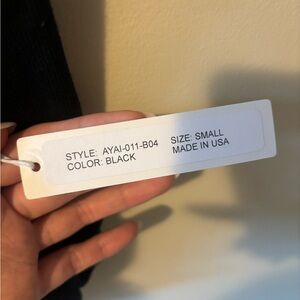 STYLE: AYAI-011-B04 SIZE: SMALL
COLOR: BLACK MADE IN USA